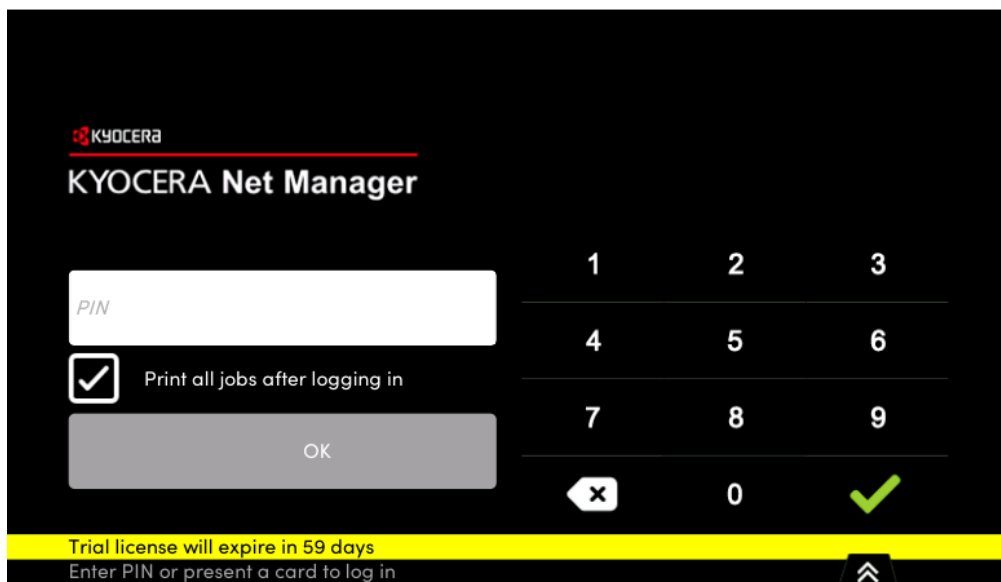 KYOCERA
KYOCERA Net Manager
PIN
Print all jobs after logging in
OK
1 2 3
4 5 6
7 8 9
0
Trial license will expire in 59 days
Enter PIN or present a card to log in